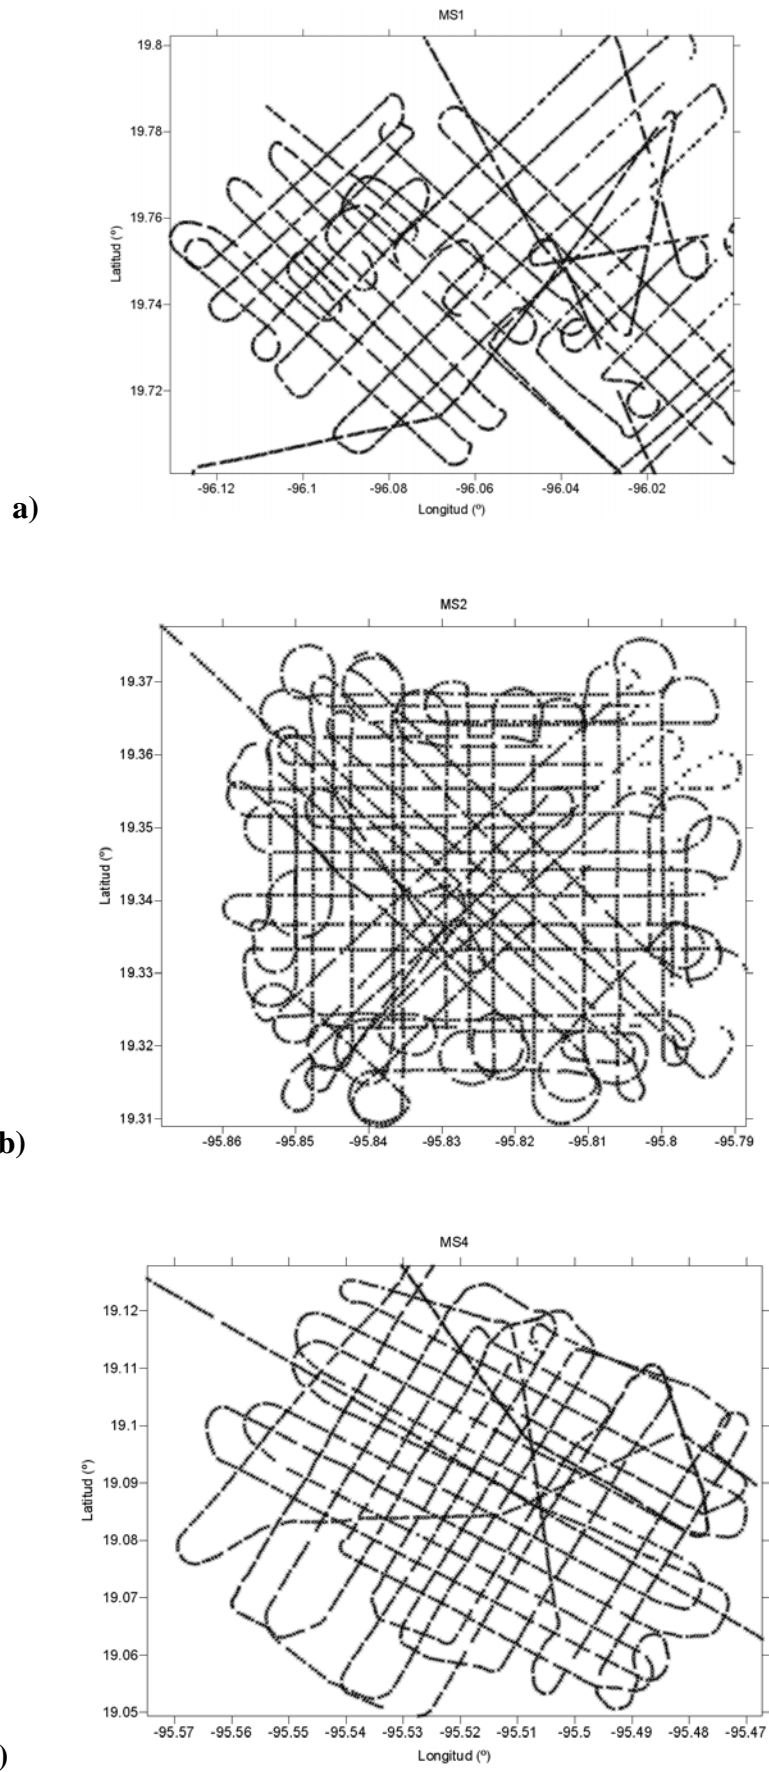 MS1
19.8
19.78
19.76
19.74
19.72
Latitud (º)
-96.12 -96.1 -96.08 -96.06 -96.04 -96.02
Longitud (º)
a)
MS2
19.37
19.36
19.35
19.34
19.33
19.32
19.31
Latitud (º)
-95.86 -95.85 -95.84 -95.83 -95.82 -95.81 -95.8 -95.79
b)
MS4
19.12
19.11
19.1
19.09
19.08
19.07
19.06
19.05
Latitud (º)
-95.57 -95.56 -95.55 -95.54 -95.53 -95.52 -95.51 -95.5 -95.49 -95.48 -95.47
Longitud (º)
)